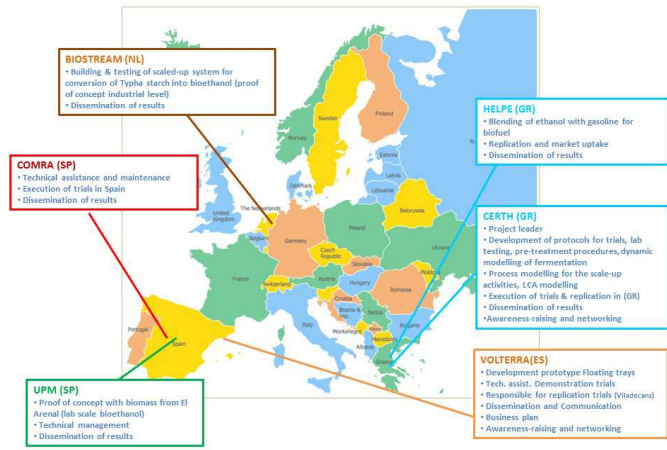 BIOSTREAM (NL)
• Building & testing of scaled-up system for
conversion of Typha starch into bioethanol (proof
of concept industrial level)
• Dissemination of results
HELPE (GR)
• Blending of ethanol with gasoline for
biofuel
• Replication and market uptake
• Dissemination of results
COMRA (SP)
• Technical assistance and maintenance
• Execution of trials in Spain
• Dissemination of results
CERTH (GR)
• Project leader
• Development of protocols for trials, lab
testing, pre-treatment procedures, dynamic
modelling of fermentation
• Process modelling for the scale-up
activities, LCA modelling
• Execution of trials & replication in (GR)
• Dissemination of results
•Awareness-raising and networking
UPM (SP)
• Proof of concept with biomass from El
Arenal (lab scale bioethanol)
• Technical management
• Dissemination of results
VOLTERRA(ES)
• Development prototype Floating trays
• Tech. assist. Demonstration trials
• Responsible for replication trials (Viladecans)
• Dissemination and Communication
• Business plan
• Awareness-raising and networking
Sweden
Finland
Norway
Estonia
Latvia
Lithuania
Denmark
United
Kingdom
The Netherlands
Belorussia
Belgium
Germany
Poland
Ukraine
Czech
Republic
Slovakia
France
Switzerland
Austria
Hungary
Moldova
Romania
Croatia
Bosnia &
Her.
Serbia
Italy
Montenegro
Bulgaria
Macedonia
Albania
Portugal
Spain
Greece